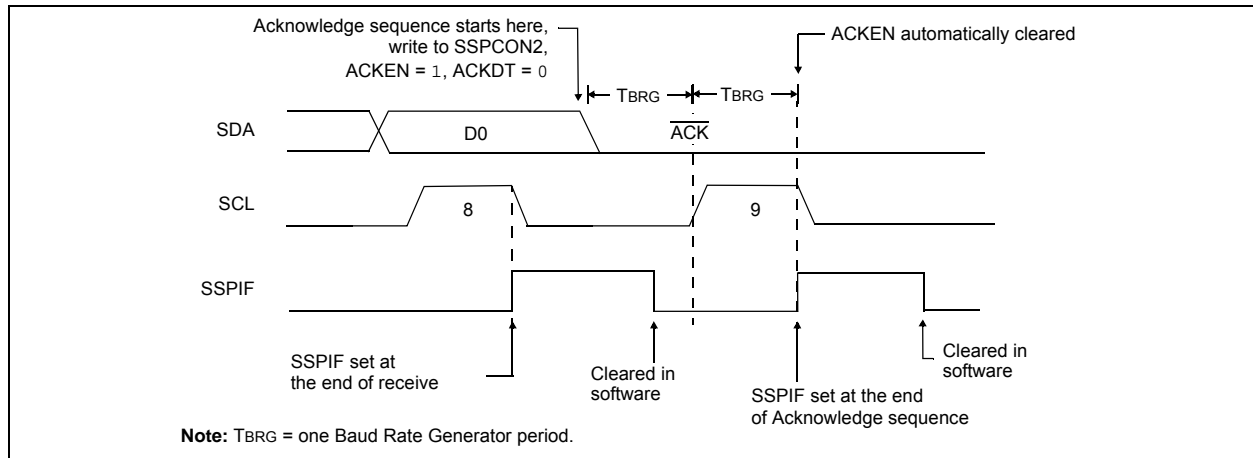 Acknowledge sequence starts here,
write to SSPCON2,
ACKEN = 1, ACKDT = 0
ACKEN automatically cleared
TBRG
TBRG
SDA
D0
ACK
SCL
8
9
SSPIF
SSPIF set at
the end of receive
Cleared in
software
SSPIF set at the end
of Acknowledge sequence
Cleared in
software
Note: TBRG = one Baud Rate Generator period.